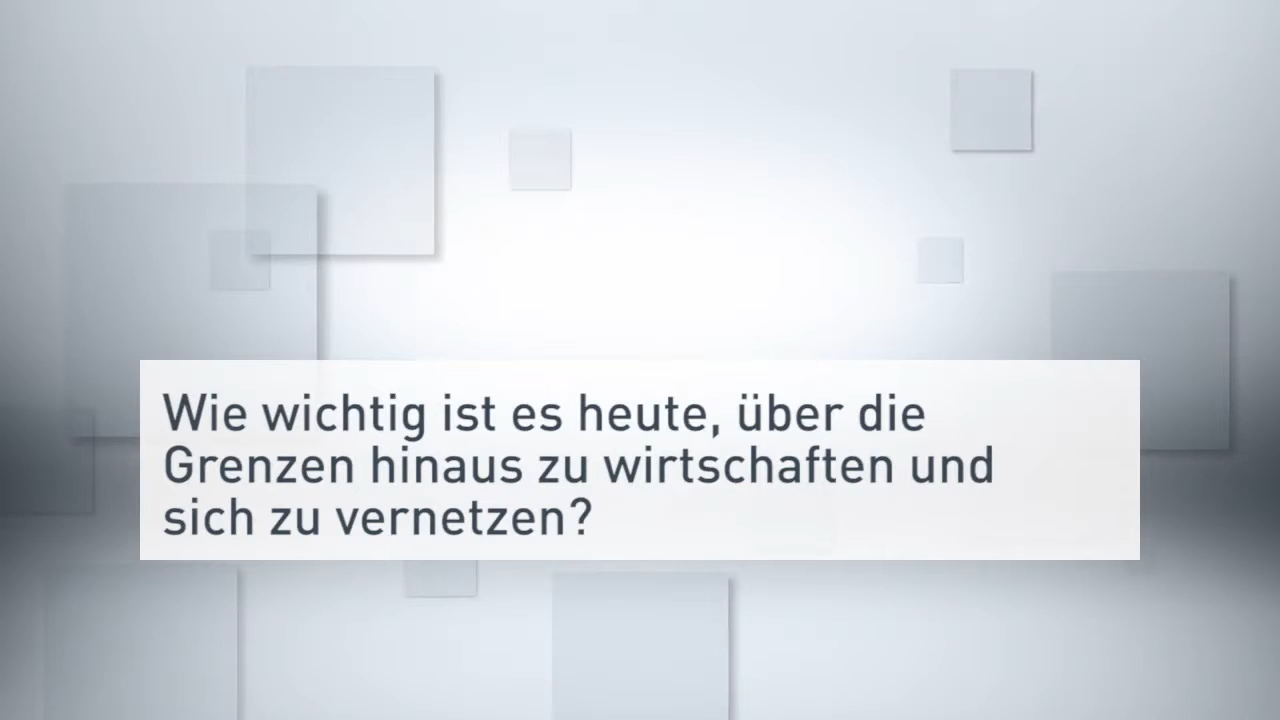 Wie wichtig ist es heute, über die
Grenzen hinaus zu wirtschaften und
sich zu vernetzen?